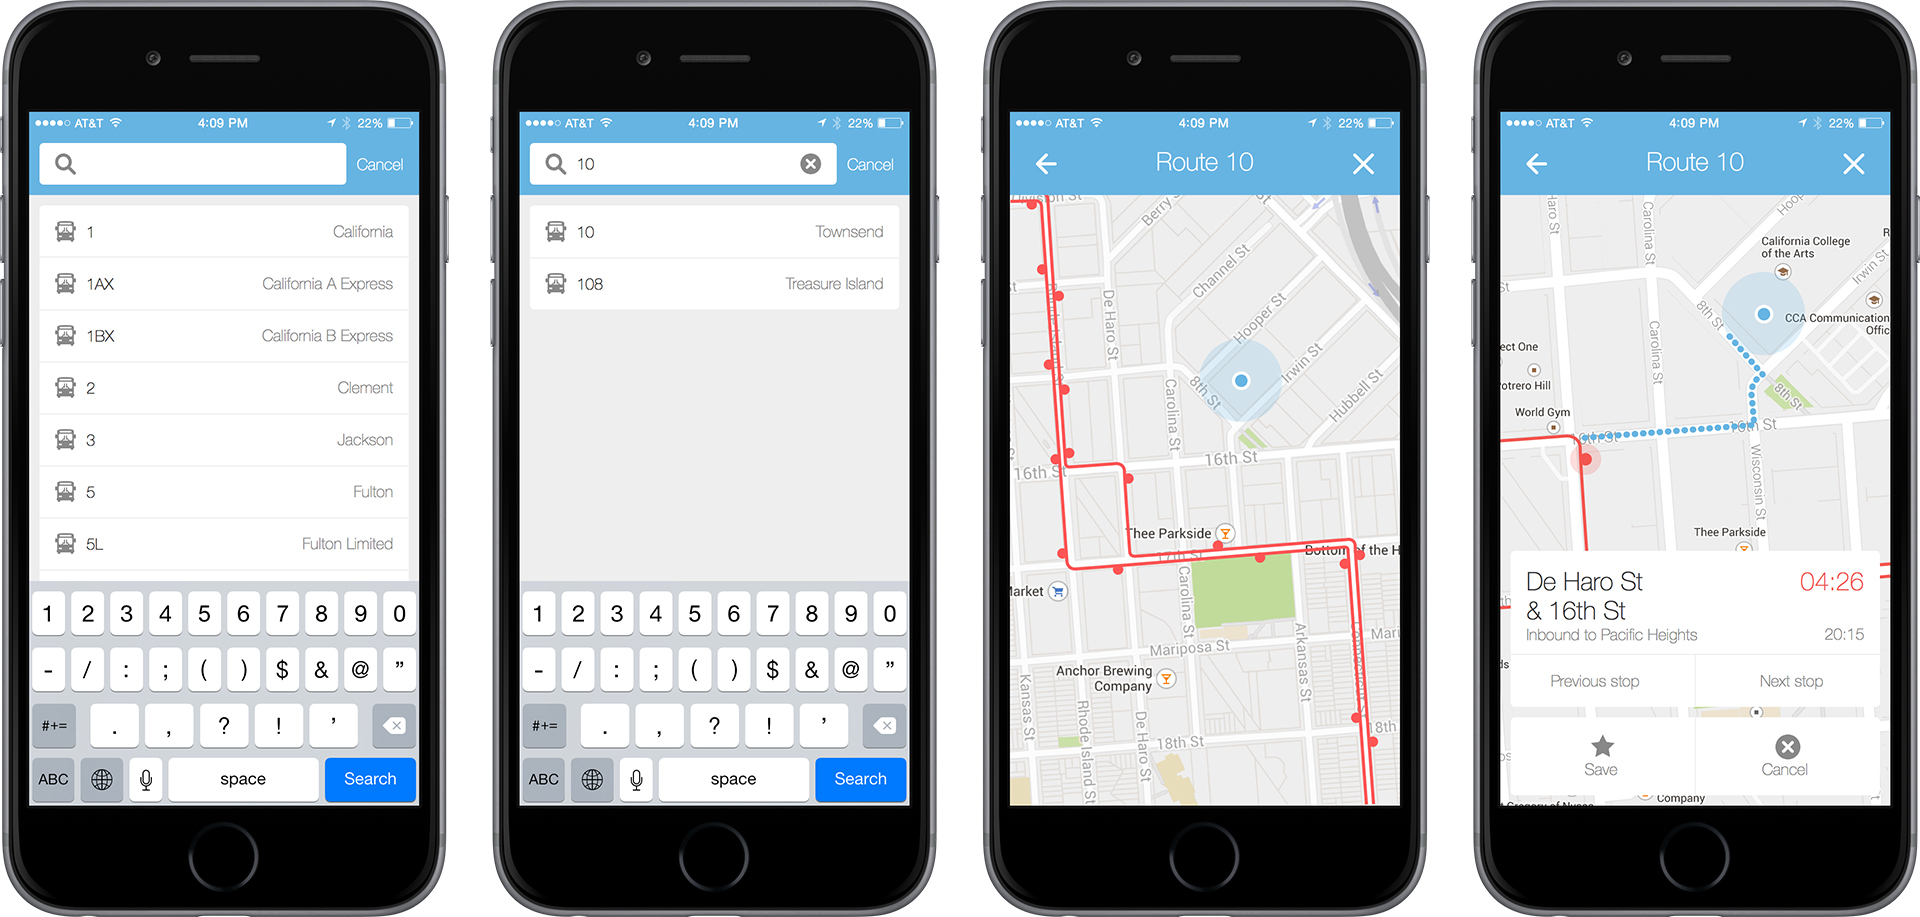 AT&T 4:09 PM 22%
Cancel
1 California
1AX California A Express
1BX California B Express
2 Clement
3 Jackson
5 Fulton
5L Fulton Limited
1 2 3 4 5 6 7 8 9 0
- / : ; ( ) $ & @ ”
#+= . , ? ! ’
ABC space Search
AT&T 4:09 PM 22%
10 Cancel
10 Townsend
108 Treasure Island
1 2 3 4 5 6 7 8 9 0
- / : ; ( ) $ & @ ”
#+= . , ? ! ’
ABC space Search
AT&T 4:09 PM 22%
Route 10
Berry
Channel St
De Haro St
Hooper St
Irwin St
8th St
Hubbell St
Carolina St
16th St
16th St
Thee Parkside
17th St
Bottom of the H
Market
Carolina St
Arkansas St
Mariposa St
Mari
Anchor Brewing
Company
Kansas St
Rhode Island St
De Haro St
18th St
18th
AT&T 4:09 PM 22%
Route 10
Haro St
Carolina St
Hoop
California College
of the Arts
Irwin St
8th St
CCA Communication
Offic
Carolina St
ect One
Potrero Hill
8th St
World Gym
16th St
16th St
Wisconsin St
Thee Parkside
De Haro St 04:26
& 16th St
Inbound to Pacific Heights 20:15
Previous stop Next stop
Save Cancel
Company